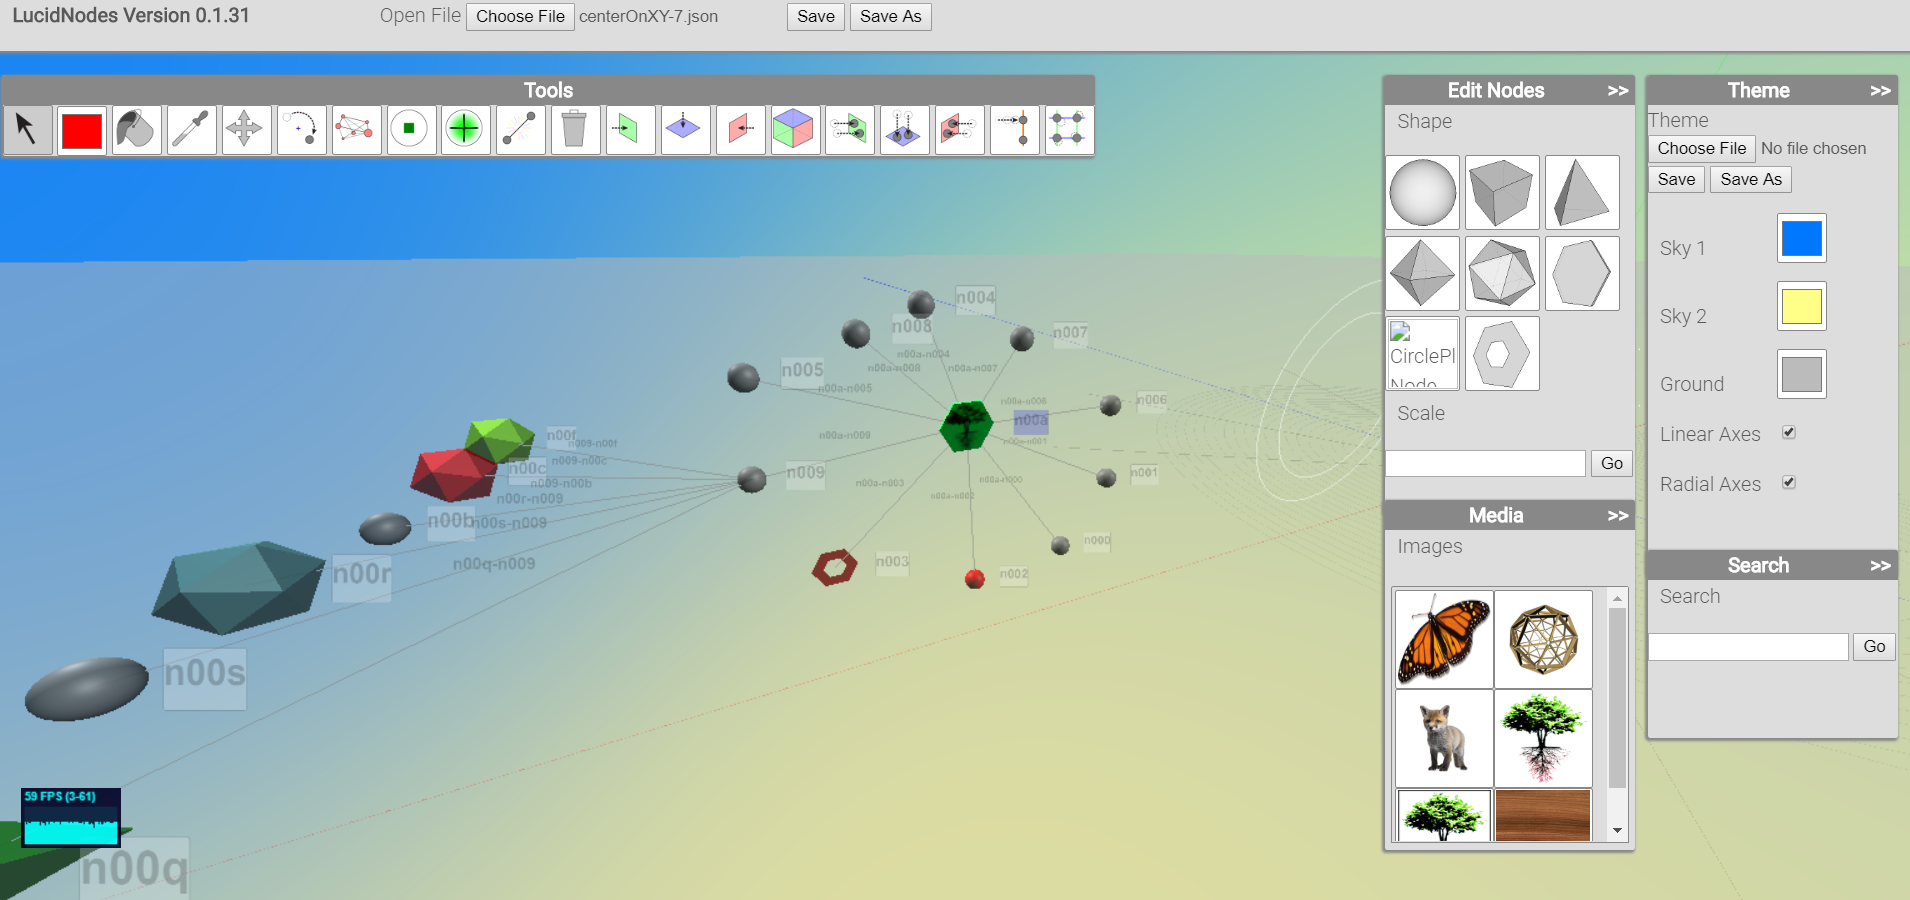 LucidNodes Version 0.1.31
Open File Choose File centerOnXY-7.json Save Save As
Tools
Edit Nodes >>
Shape
CirclePl
Node
Scale
Go
Media >>
Images
Theme >>
Theme
Choose File No file chosen
Save Save As
Sky 1
Sky 2
Ground
Linear Axes
Radial Axes
Search >>
Search
Go
n004
n008
n007
n00a-n004
n00a-n008
n00a-n007
n005
n00a-n005
n00a-n006
n006
n00a
n00a-n009
n00a-n001
n00f
n009-n00f
n009-n00c
n00c
n009-n00b
n009
n001
n00a-n003
n00a-n000
n00a-n002
n00r-n009
n00b
n00s-n009
n000
n00q-n009
n003
n002
n00r
n00s
59 FPS (3-61)
n00q